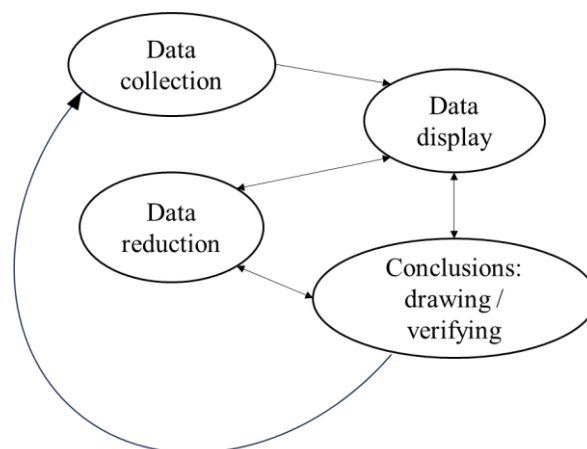 Data
collection
Data
display
Data
reduction
Conclusions:
drawing /
verifying